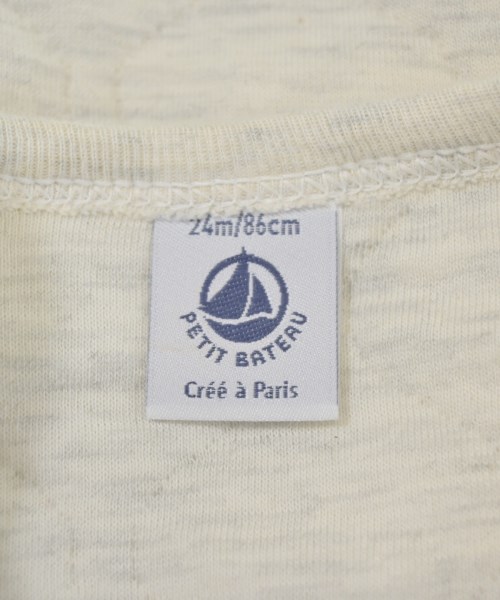 24m/86cm
PETIT BATEAU
Créé à Paris